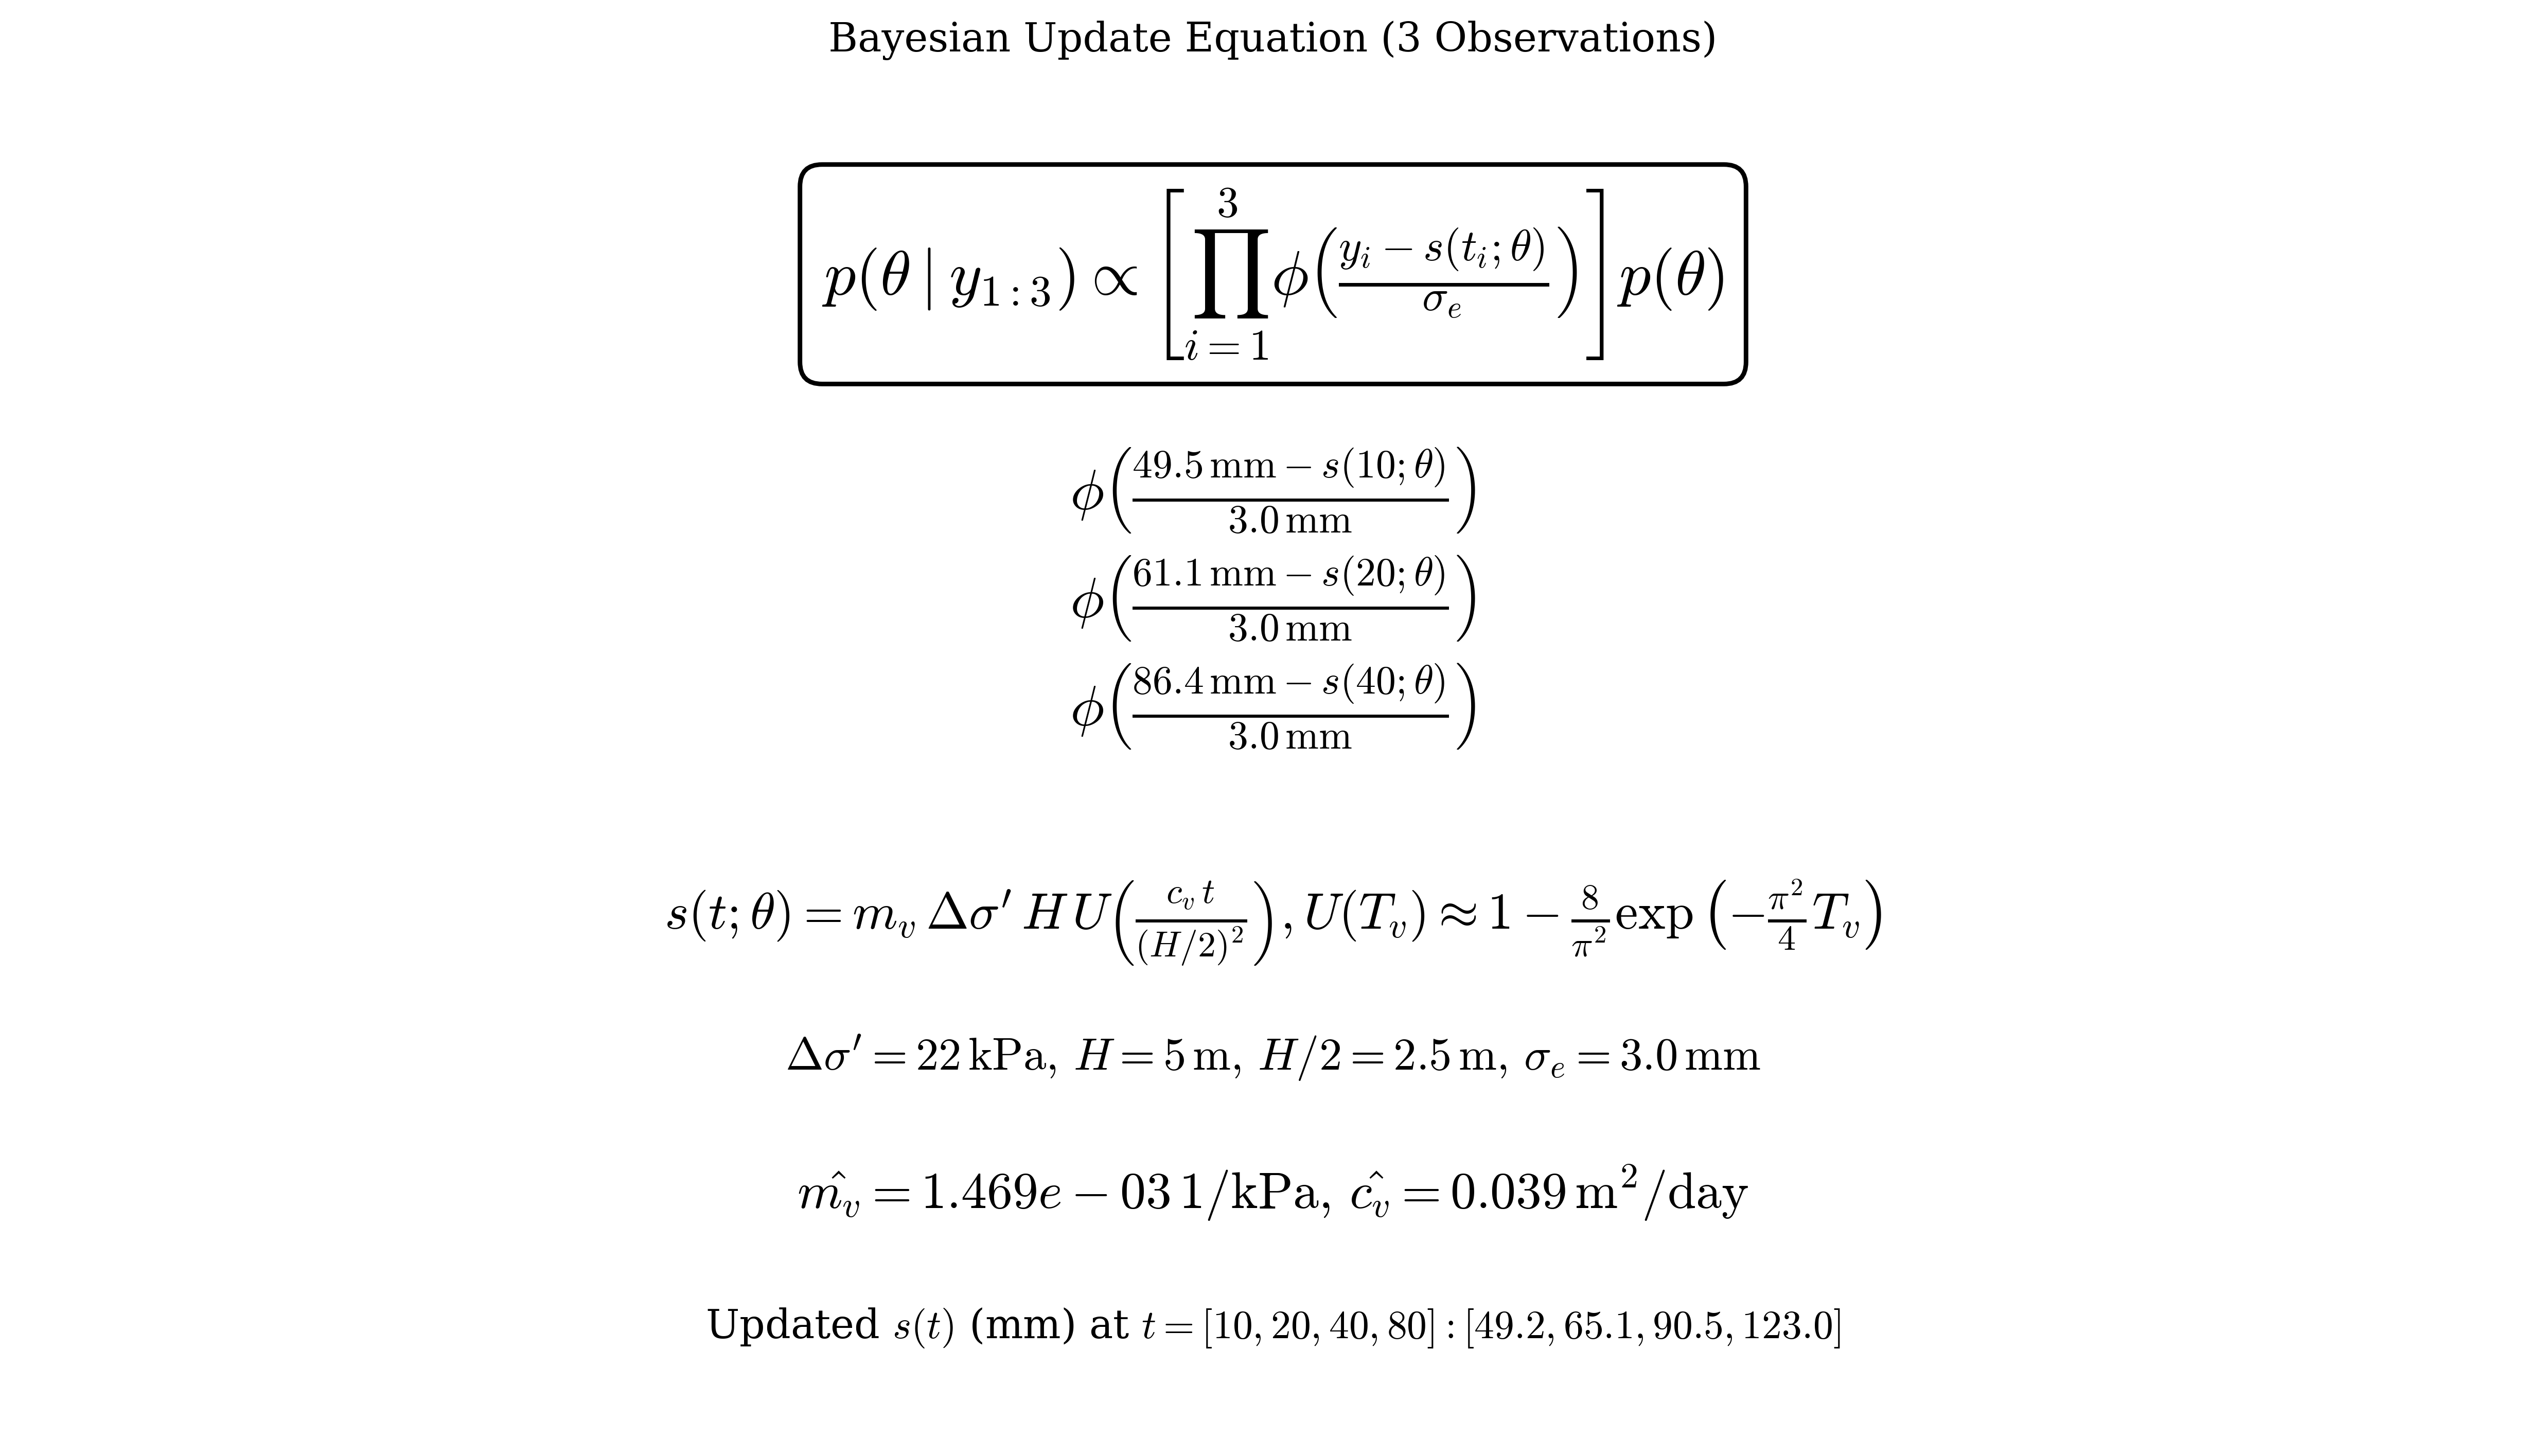 Bayesian Update Equation (3 Observations)
$p(\theta \mid y_{1:3}) \propto \left[\prod_{i=1}^{3} \phi\left(\frac{y_i - s(t_i;\theta)}{\sigma_e}\right)\right] p(\theta)$
$\phi\left(\frac{49.5\,\mathrm{mm} - s(10;\theta)}{3.0\,\mathrm{mm}}\right)$
$\phi\left(\frac{61.1\,\mathrm{mm} - s(20;\theta)}{3.0\,\mathrm{mm}}\right)$
$\phi\left(\frac{86.4\,\mathrm{mm} - s(40;\theta)}{3.0\,\mathrm{mm}}\right)$
$s(t;\theta) = m_v\,\Delta\sigma'\,H\,U\left(\frac{c_v\,t}{(H/2)^2}\right), U(T_v) \approx 1 - \frac{8}{\pi^2}\exp\left(-\frac{\pi^2}{4}T_v\right)$
$\Delta\sigma' = 22\,\mathrm{kPa},\ H = 5\,\mathrm{m},\ H/2 = 2.5\,\mathrm{m},\ \sigma_e = 3.0\,\mathrm{mm}$
$\hat{m_v} = 1.469e-03\,1/\mathrm{kPa},\ \hat{c_v} = 0.039\,\mathrm{m}^2/\mathrm{day}$
Updated $s(t)$ (mm) at $t = [10, 20, 40, 80] : [49.2, 65.1, 90.5, 123.0]$